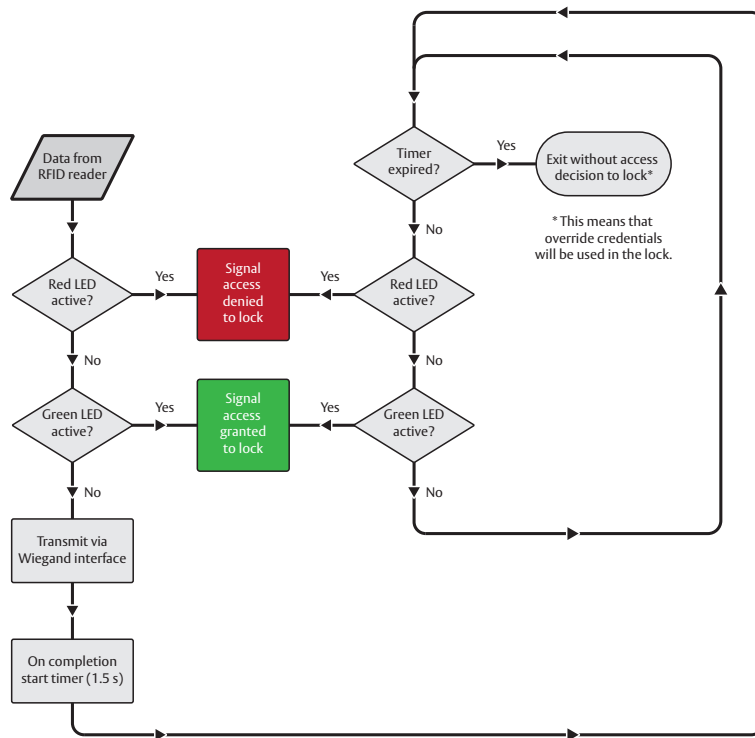 Data from
RFID reader
Red LED
active?
Yes
No
Green LED
active?
Yes
No
Transmit via
Wiegand interface
On completion
start timer (1.5 s)
Signal
access
denied
to lock
Signal
access
granted
to lock
Timer
expired?
Yes
No
Exit without access
decision to lock*
* This means that
override credentials
will be used in the lock.
Red LED
active?
Yes
No
Green LED
active?
Yes
No